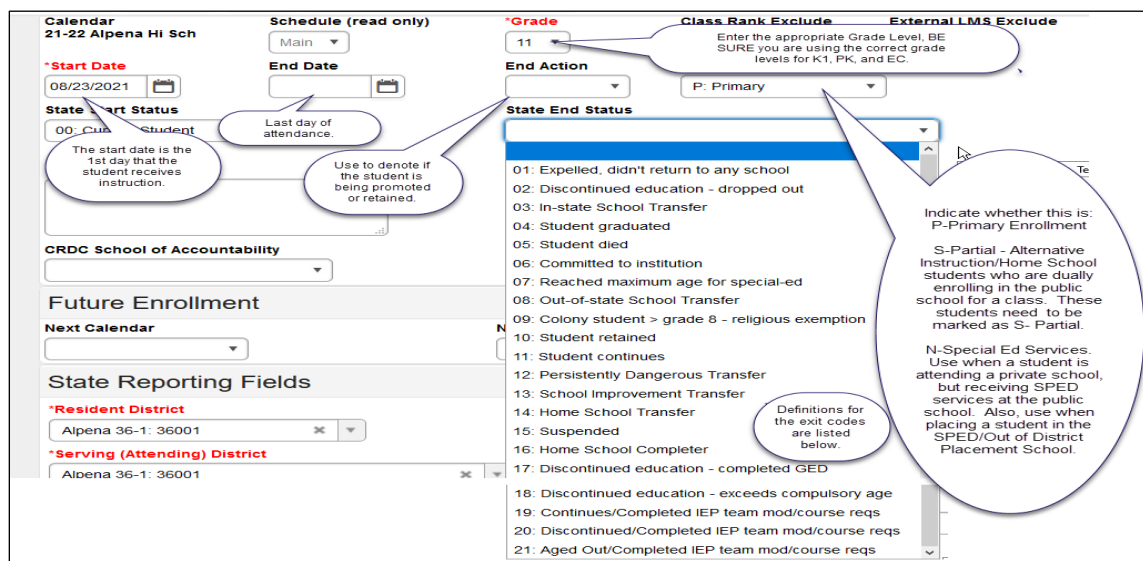 Calendar
21-22 Alpena Hi Sch
Schedule (read only)
Main
*Grade
11
Class Rank Exclude
External LMS Exclude
Enter the appropriate Grade Level, BE
SURE you are using the correct grade
levels for K1, PK, and EC.
*Start Date
08/23/2021
End Date
End Action
P: Primary
State Start Status
00: Student
Last day of
attendance.
State End Status
The start date is the
1st day that the
student receives
instruction.
Use to denote if
the student is
being promoted
or retained.
01: Expelled, didn't return to any school
02: Discontinued education - dropped out
03: In-state School Transfer
04: Student graduated
05: Student died
06: Committed to institution
07: Reached maximum age for special-ed
08: Out-of-state School Transfer
09: Colony student > grade 8 - religious exemption
10: Student retained
11: Student continues
12: Persistently Dangerous Transfer
13: School Improvement Transfer
14: Home School Transfer
15: Suspended
16: Home School Completer
17: Discontinued education - completed GED
18: Discontinued education - exceeds compulsory age
19: Continues/Completed IEP team mod/course reqs
20: Discontinued/Completed IEP team mod/course reqs
21: Aged Out/Completed IEP team mod/course reqs
Te
Indicate whether this is:
P-Primary Enrollment
S-Partial - Alternative
Instruction/Home School
students who are dually
enrolling in the public
school for a class. These
students need to be
marked as S- Partial.
N-Special Ed Services.
Use when a student is
attending a private school,
but receiving SPED
services at the public
school. Also, use when
placing a student in the
SPED/Out of District
Placement School.
Definitions for
the exit codes
are listed
below.
CRDC School of Accountability
Future Enrollment
Next Calendar
N
State Reporting Fields
*Resident District
Alpena 36-1: 36001
*Serving (Attending) District
Alpena 36-1: 36001